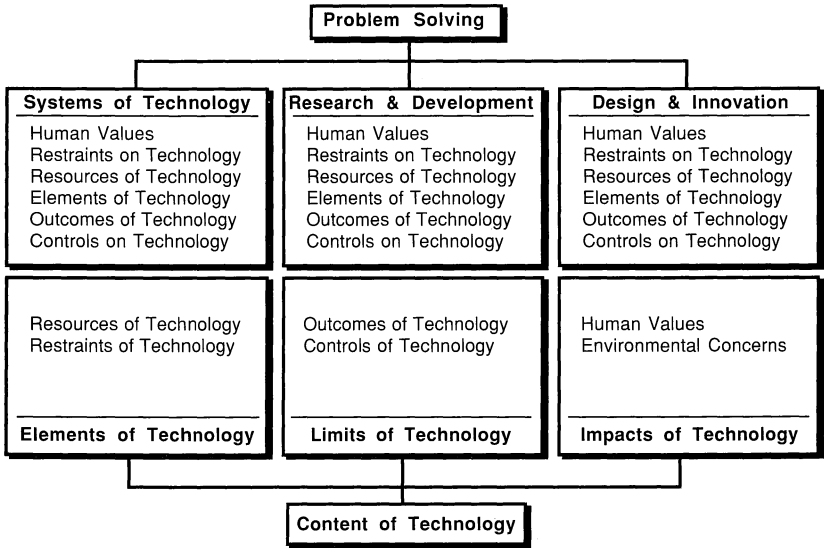 Problem Solving
Systems of Technology
Human Values
Restraints on Technology
Resources of Technology
Elements of Technology
Outcomes of Technology
Controls on Technology
Research & Development
Human Values
Restraints on Technology
Resources of Technology
Elements of Technology
Outcomes of Technology
Controls on Technology
Design & Innovation
Human Values
Restraints on Technology
Resources of Technology
Elements of Technology
Outcomes of Technology
Controls on Technology
Resources of Technology
Restraints of Technology
Elements of Technology
Outcomes of Technology
Controls of Technology
Limits of Technology
Human Values
Environmental Concerns
Impacts of Technology
Content of Technology